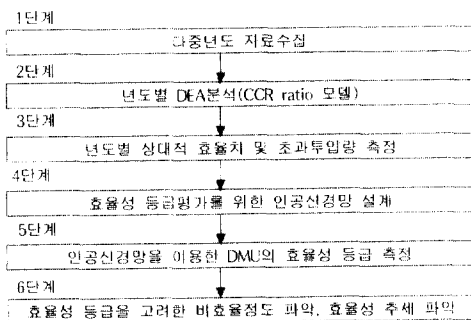 1단계
다중년도 자료수집
2단계
년도별 DEA분석(CCR ratio 모델)
3단계
년도별 상대적 효율치 및 초과투입량 측정
4단계
효율성 등급평가를 위한 인공신경망 설계
5단계
인공신경망을 이용한 DMU의 효율성 등급 측정
6단계
효율성 등급을 고려한 비효율정도 파악, 효율성 추세 파악